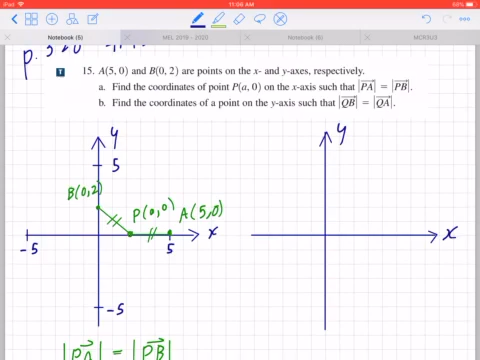 11:06 AM
69%
Notebook (5)
MEL 2019 - 2020
Notebook (6)
MCR3U3
T 15. A(5, 0) and B(0, 2) are points on the x- and y-axes, respectively.
a. Find the coordinates of point P(a, 0) on the x-axis such that |PA| = |PB|.
b. Find the coordinates of a point on the y-axis such that |QB| = |QA|.
y
y
5
B(0,2)
P(0,0)
A(5,0)
-5
5
x
x
-5
|PA| = |PB|